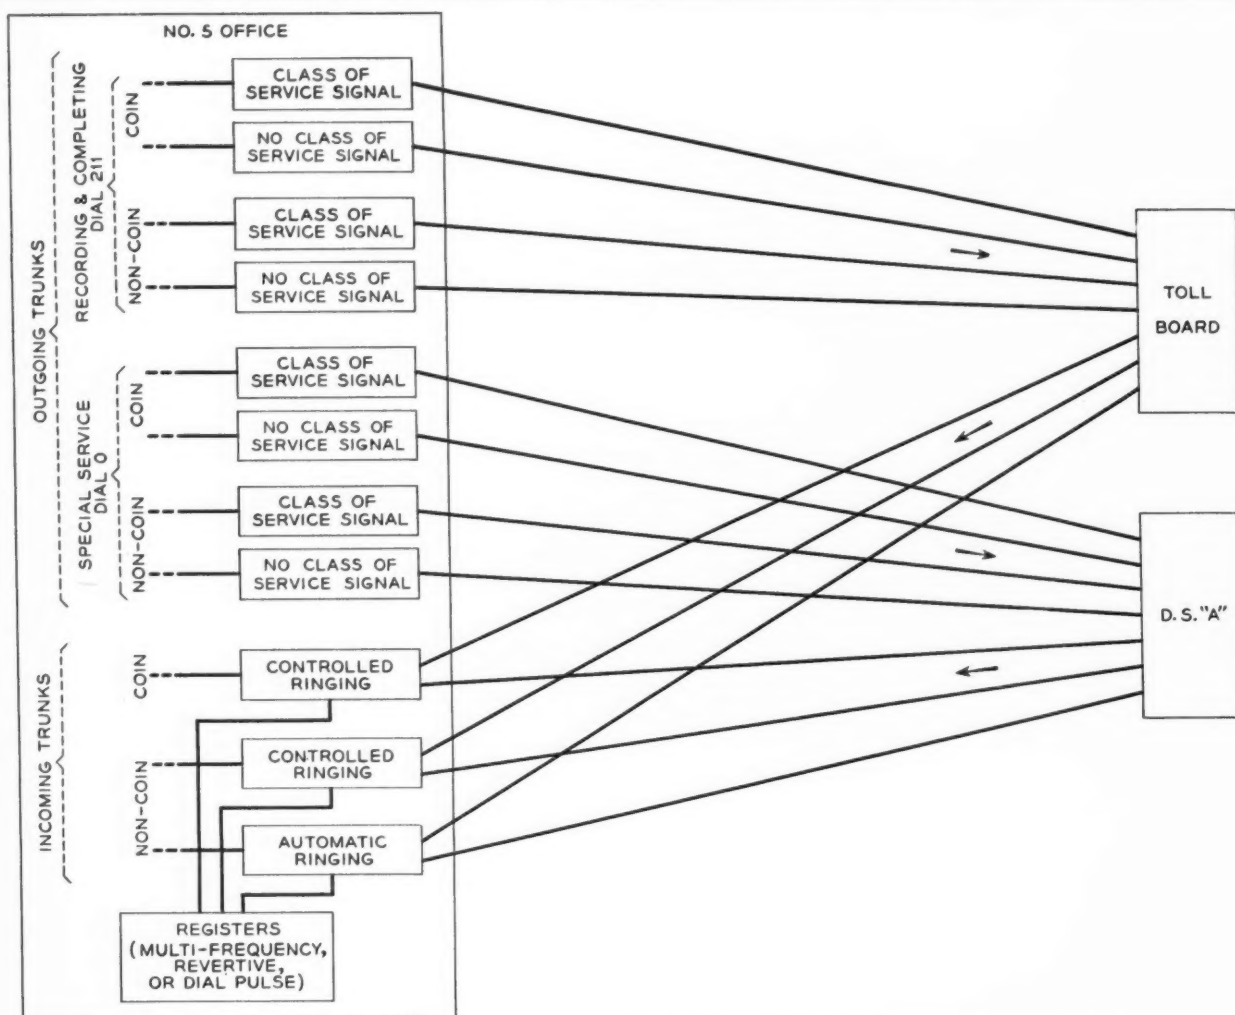 NO. 5 OFFICE
OUTGOING TRUNKS
RECORDING & COMPLETING
DIAL 211
COIN
CLASS OF
SERVICE SIGNAL
NO CLASS OF
SERVICE SIGNAL
NON-COIN
CLASS OF
SERVICE SIGNAL
NO CLASS OF
SERVICE SIGNAL
SPECIAL SERVICE
DIAL 0
COIN
CLASS OF
SERVICE SIGNAL
NO CLASS OF
SERVICE SIGNAL
NON-COIN
CLASS OF
SERVICE SIGNAL
NO CLASS OF
SERVICE SIGNAL
INCOMING TRUNKS
COIN
CONTROLLED
RINGING
NON-COIN
CONTROLLED
RINGING
AUTOMATIC
RINGING
REGISTERS
(MULTI-FREQUENCY,
REVERTIVE,
OR DIAL PULSE)
TOLL
BOARD
D. S. "A"